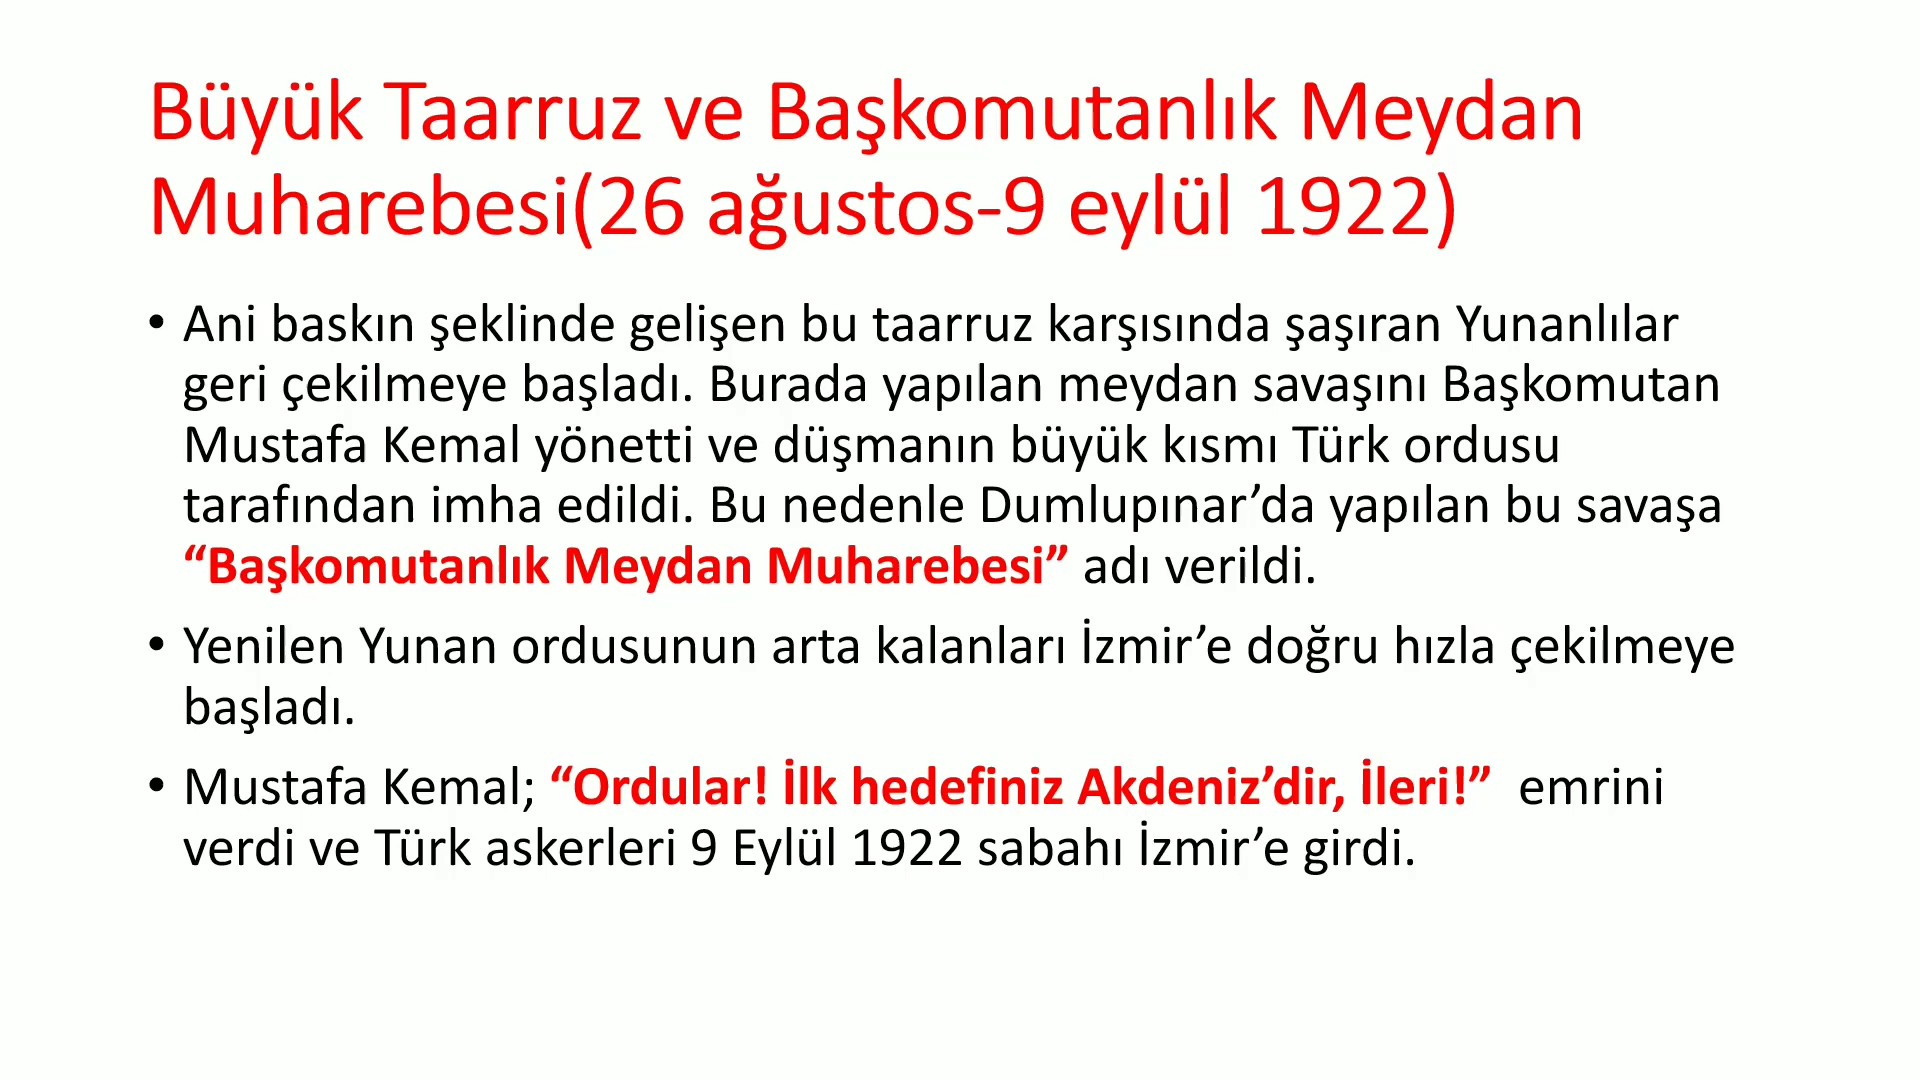 Büyük Taarruz ve Başkomutanlık Meydan
Muharebesi(26 ağustos-9 eylül 1922)
• Ani baskın şeklinde gelişen bu taarruz karşısında şaşıran Yunanlılar
geri çekilmeye başladı. Burada yapılan meydan savaşını Başkomutan
Mustafa Kemal yönetti ve düşmanın büyük kısmı Türk ordusu
tarafından imha edildi. Bu nedenle Dumlupınar’da yapılan bu savaşa
“Başkomutanlık Meydan Muharebesi” adı verildi.
• Yenilen Yunan ordusunun arta kalanları İzmir’e doğru hızla çekilmeye
başladı.
• Mustafa Kemal; “Ordular! İlk hedefiniz Akdeniz’dir, İleri!”  emrini
verdi ve Türk askerleri 9 Eylül 1922 sabahı İzmir’e girdi.